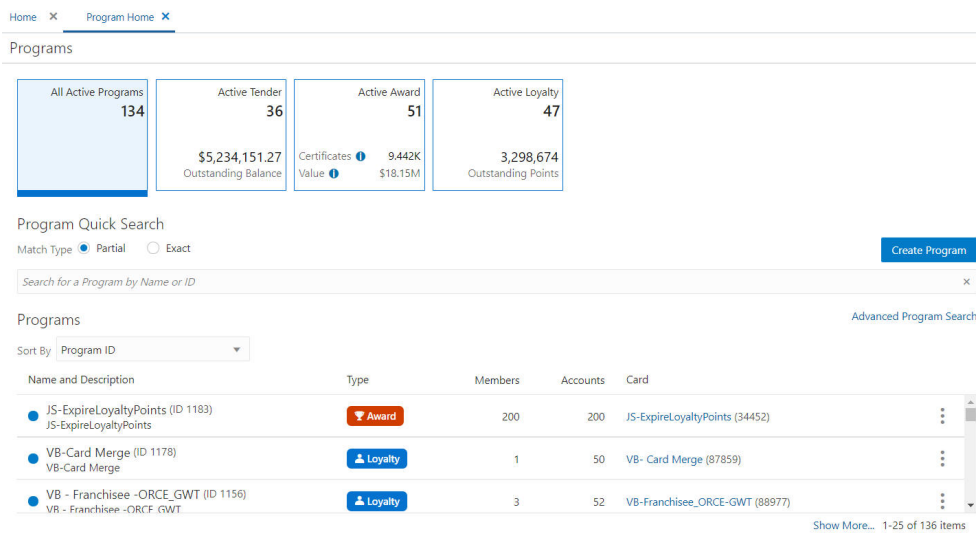 Home
Program Home
Programs
All Active Programs
134
Active Tender
36
$5,234,151.27
Outstanding Balance
Active Award
51
Certificates 9.442K
Value $18.15M
Active Loyalty
47
3,298,674
Outstanding Points
Program Quick Search
Match Type Partial Exact
Create Program
Search for a Program by Name or ID
Programs
Advanced Program Search
Sort By Program ID
Name and Description Type Members Accounts Card
JS-ExpireLoyaltyPoints (ID 1183)
JS-ExpireLoyaltyPoints
Award 200 200 JS-ExpireLoyaltyPoints (34452)
VB-Card Merge (ID 1178)
VB-Card Merge
Loyalty 1 50 VB- Card Merge (87859)
VB - Franchisee -ORCE_GWT (ID 1156)
VB - Franchisee -ORCE_GWT
Loyalty 3 52 VB-Franchisee_ORCE-GWT (88977)
Show More... 1-25 of 136 items